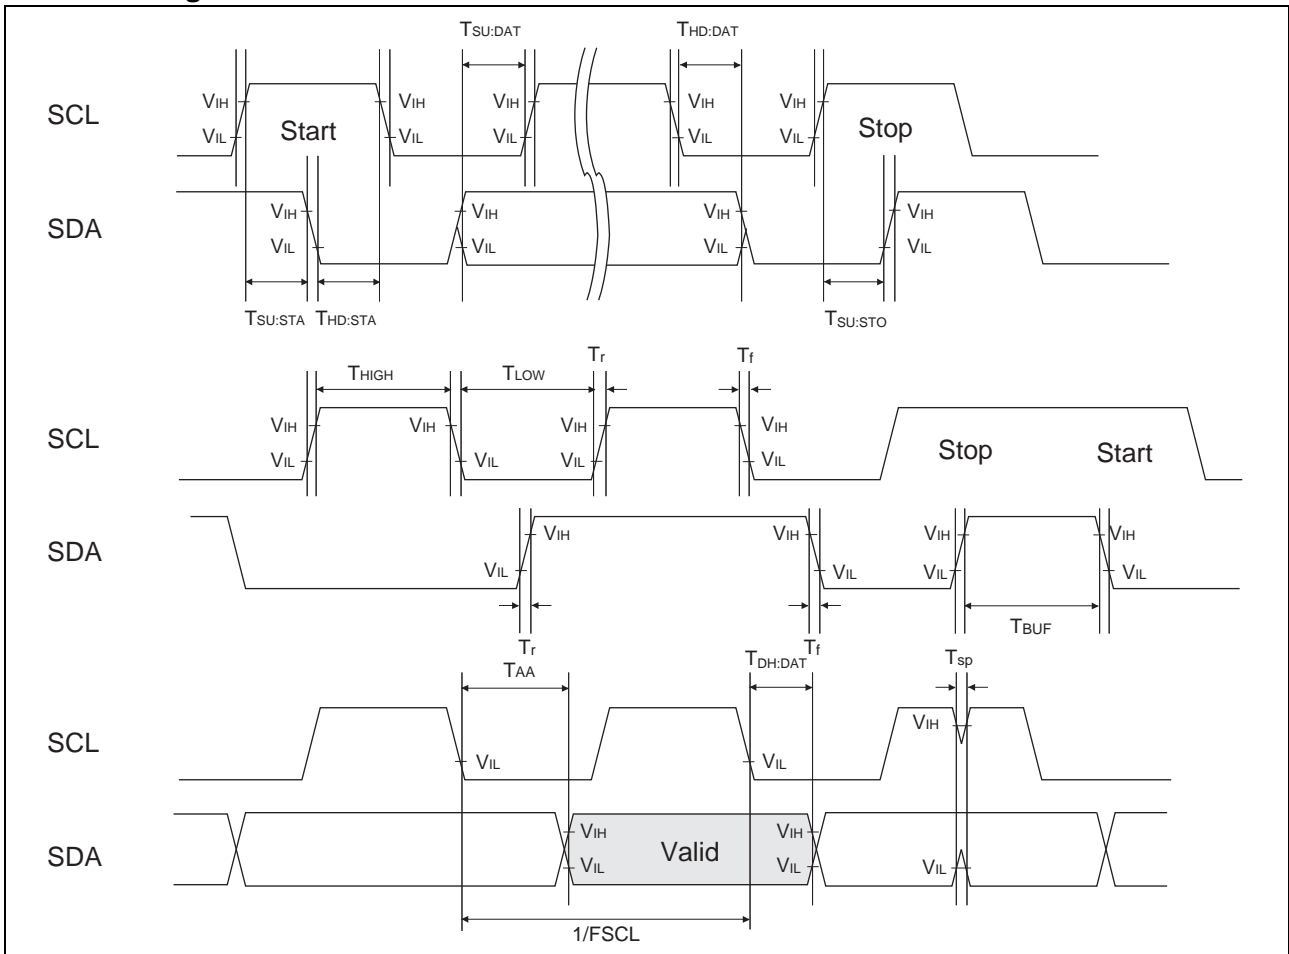 TSU:DAT THD:DAT
SCL VIH VIL Start VIH VIL VIH VIL VIH VIL VIH VIL Stop
SDA VIH VIL VIH VIL VIH VIL VIH VIL
TSU:STA THD:STA TSU:STO
THIGH TLOW Tr Tf
SCL VIH VIL VIH VIL VIH VIL VIH VIL Stop Start
SDA VIL VIH VIH VIL VIH VIL VIH VIL
Tr Tf TBUF
TAA TDH:DAT Tsp
SCL VIL VIL VIH
SDA VIH VIL Valid VIH VIL VIL
1/FSCL